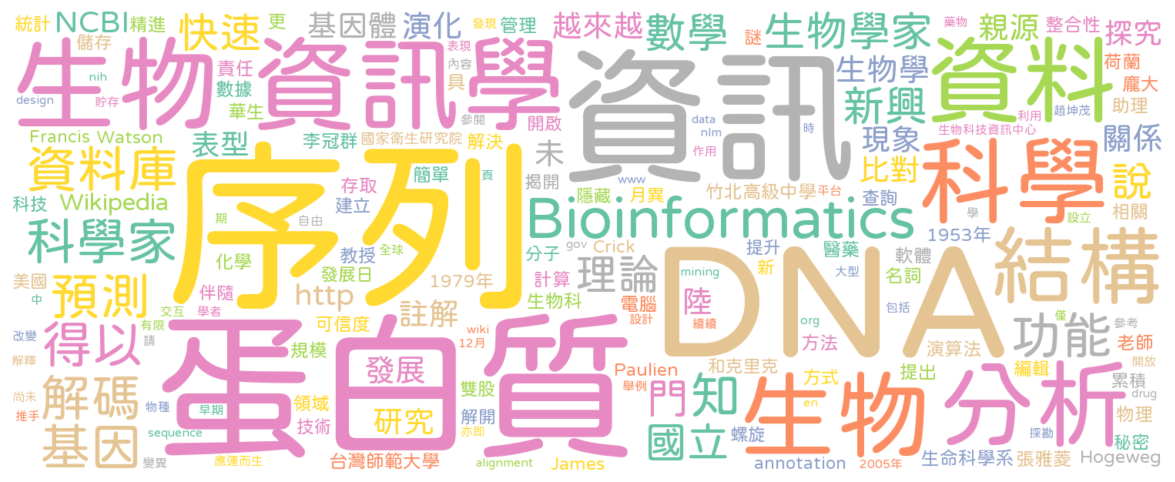 統計
NCBI
精進
快速
更
基因體
演化
發現
管理
越來越
數學
謎
生物學家
藥物
親源
整合性
探究
儲存
表現
生物資訊學
資訊
資料
nih
內容
責任
具
數據
生物學
荷蘭
龐大
design
貯存
華生
參閱
開啟
data
nlm
時
新興
利用
趙坤茂
助理
Francis Watson
表型
李冠群
國家衛生研究院
解決
未
作用
現象
生物科技資訊中心
關係
資料庫
序列
簡單
頁
揭開
www
比對
科學
說
科技
Wikipedia
存取
建立
隱藏
月異
竹北高級中學
平台
查詢
相關
期
自由
Bioinformatics
學
設立
科學家
教授
全球
分子
gov
Crick
DNA
提升
醫藥
軟體
1953年
結構
化學
發展日
1979年
計算
理論
新
大型
名詞
美國
中
預測
伴隨
http
生物科
mining
電腦
陸
包括
交互
學者
註解
設計
續續
org
功能
僅
參考
改變
有限
請
可信度
wiki
12月
方法
演算法
老師
得以
解釋
規模
蛋白質
發展
Paulien
和克里克
提出
編輯
開放
尚未
解碼
雙股
舉例
門
知
方式
生物
分析
累積
drug
推手
物種
早期
領域
研究
解開
en
物理
基因
sequence
技術
亦即
國立
螺旋
探勘
秘密
變異
應運而生
台灣師範大學
alignment
James
annotation
2005年
生命科學系
張雅菱
Hogeweg